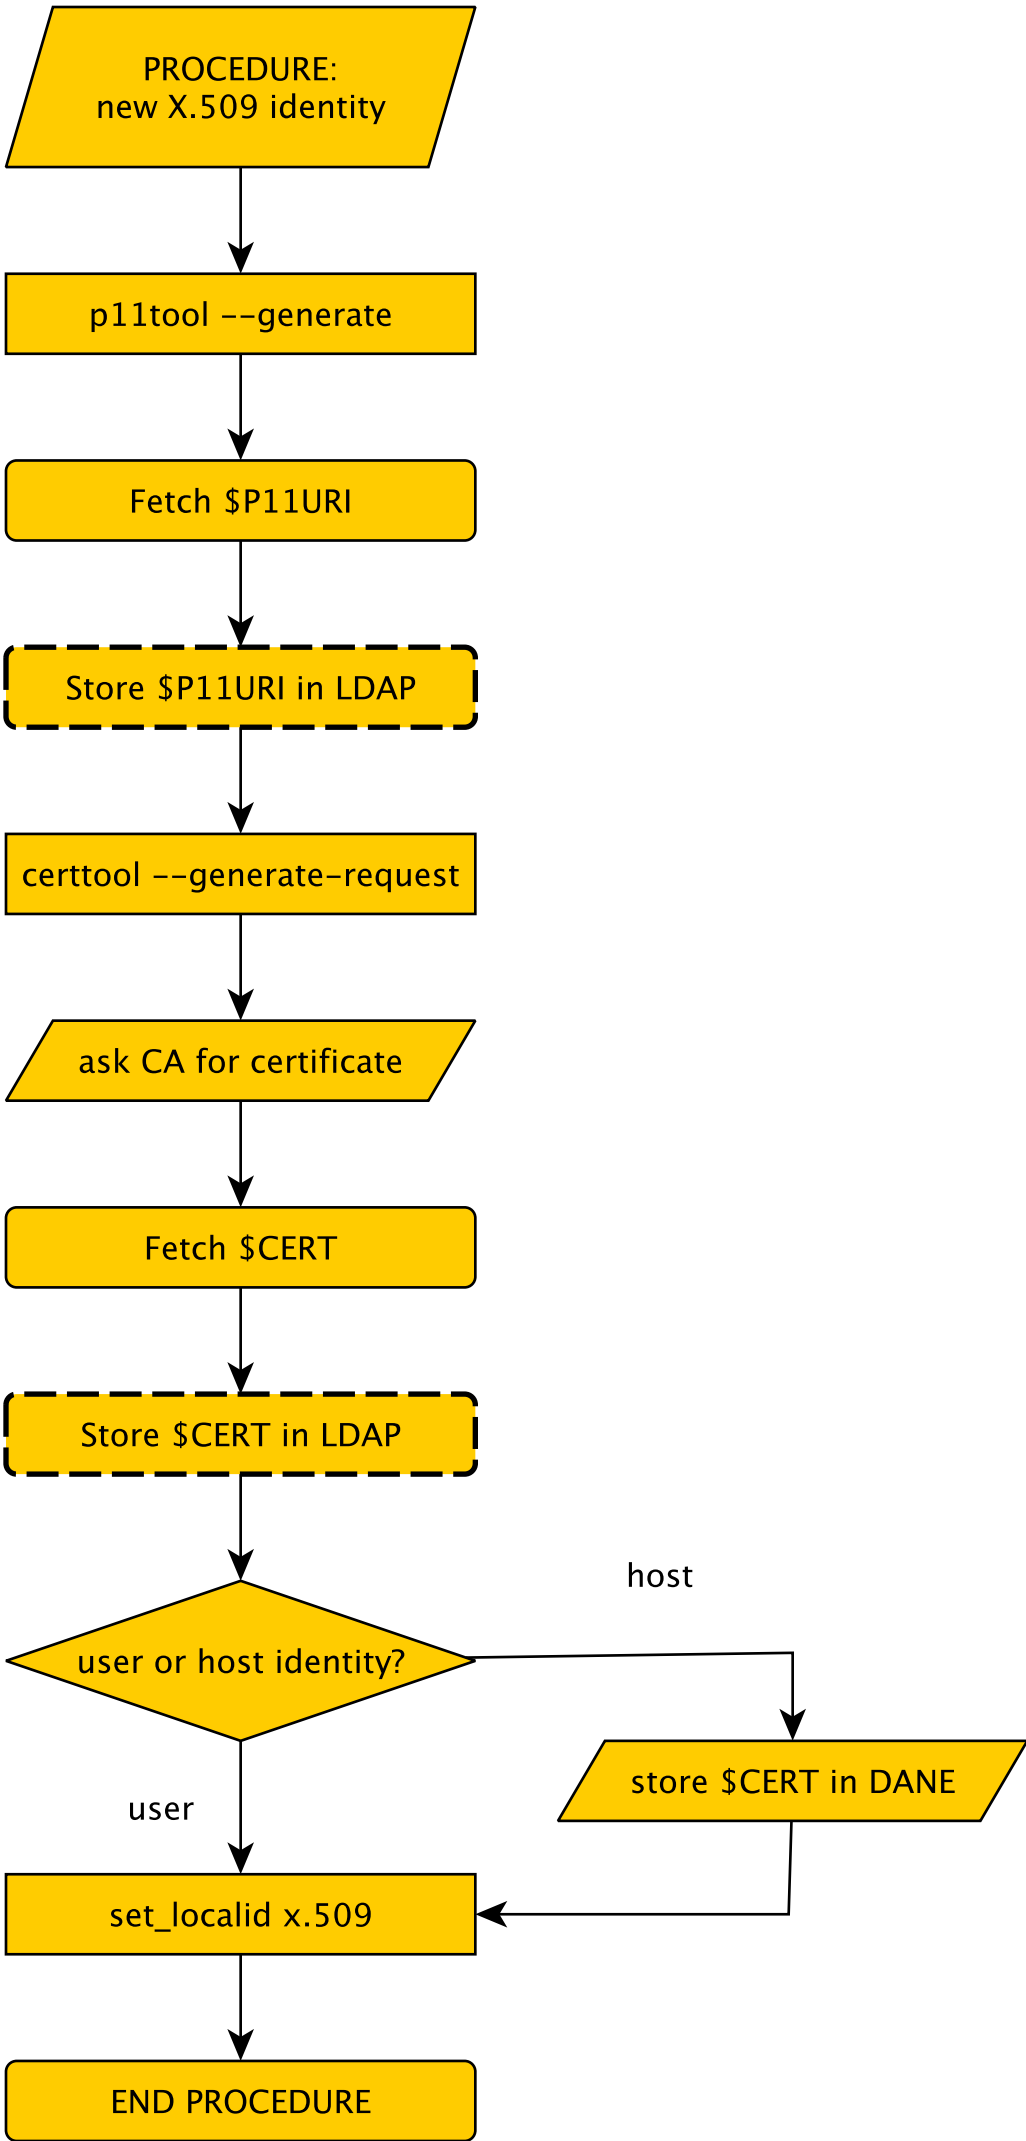 PROCEDURE:
new X.509 identity
p11tool --generate
Fetch $P11URI
Store $P11URI in LDAP
certtool --generate-request
ask CA for certificate
Fetch $CERT
Store $CERT in LDAP
host
user or host identity?
store $CERT in DANE
user
set_localid x.509
END PROCEDURE